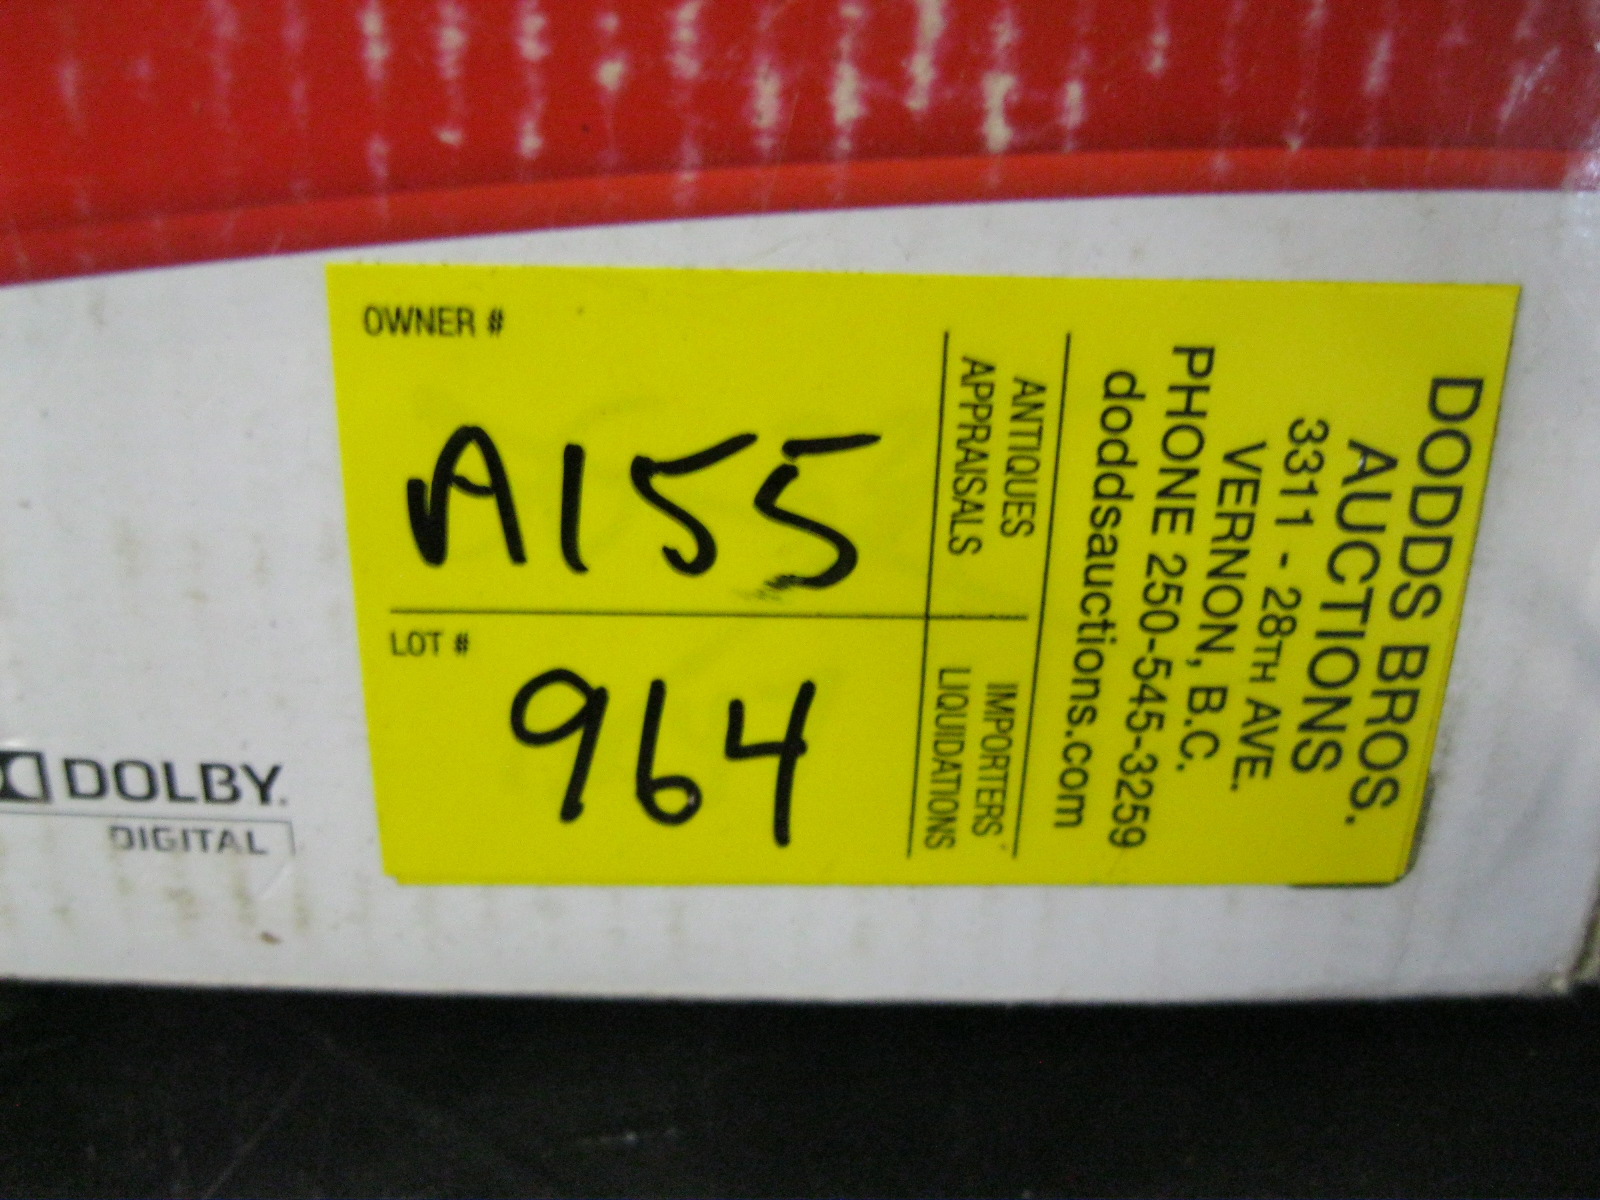 OWNER #
A155
LOT #
964
ANTIQUES
APPRAISALS
IMPORTERS
LIQUIDATIONS
DODDS BROS.
AUCTIONS
3311 - 28TH AVE.
VERNON, B.C.
PHONE 250-545-3259
doddsauctions.com
DOLBY
DIGITAL